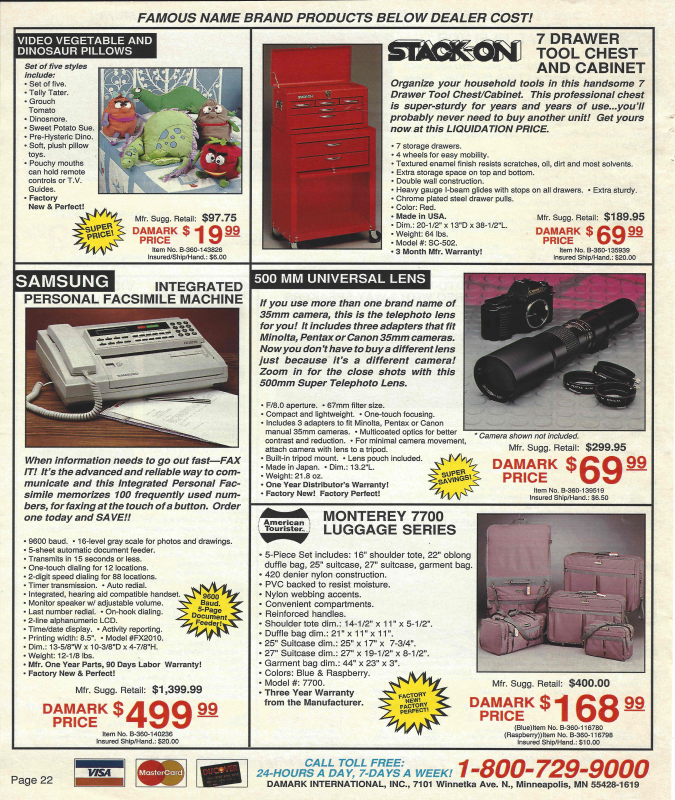 FAMOUS NAME BRAND PRODUCTS BELOW DEALER COST!
VIDEO VEGETABLE AND
DINOSAUR PILLOWS
Set of five styles
include:
• Set of five.
• Telly Tater.
• Grouch
Tomato
• Dinosnore.
• Sweet Potato Sue.
• Pre-Hysteric Dino.
• Soft, plush pillow
toys.
• Pouchy mouths
can hold remote
controls or T.V.
Guides.
• Factory
New & Perfect!
SUPER
PRICE!
Mfr. Sugg. Retail: $97.75
DAMARK
PRICE
$19 99
Item No. B-360-143826
Insured/Ship/Hand.: $6.00
STACK-ON
7 DRAWER
TOOL CHEST
AND CABINET
Organize your household tools in this handsome 7
Drawer Tool Chest/Cabinet. This professional chest
is super-sturdy for years and years of use...you'll
probably never need to buy another unit! Get yours
now at this LIQUIDATION PRICE.
• 7 storage drawers.
• 4 wheels for easy mobility.
• Textured enamel finish resists scratches, oil, dirt and most solvents.
• Extra storage space on top and bottom.
• Double wall construction.
• Heavy gauge I-beam glides with stops on all drawers. • Extra sturdy.
• Chrome plated steel drawer pulls.
• Color: Red.
• Made in USA.
• Dim.: 20-1/2" x 13"D x 38-1/2"L.
• Weight: 64 lbs.
• Model #: SC-502.
• 3 Month Mfr. Warranty!
Mfr. Sugg. Retail: $189.95
DAMARK
PRICE
$69 99
Item No. B-360-135939
Insured Ship/Hand.: $20.00
SAMSUNG
INTEGRATED
PERSONAL FACSIMILE MACHINE
When information needs to go out fast—FAX
IT! It's the advanced and reliable way to com-
municate and this Integrated Personal Fac-
simile memorizes 100 frequently used num-
bers, for faxing at the touch of a button. Order
one today and SAVE!!
• 9600 baud. • 16-level gray scale for photos and drawings.
• 5-sheet automatic document feeder.
• Transmits in 15 seconds or less.
• One-touch dialing for 12 locations.
• 2-digit speed dialing for 88 locations.
• Timer transmission. • Auto redial.
• Integrated, hearing aid compatible handset.
• Monitor speaker w/ adjustable volume.
• Last number redial. • On-hook dialing.
• 2-line alphanumeric LCD.
• Time/date display. • Activity reporting.
• Printing width: 8.5". • Model #FX2010.
• Dim.: 13-5/8"W x 10-3/8"D x 4-7/8"H.
• Weight: 12-1/8 lbs.
• Mfr. One Year Parts, 90 Days Labor Warranty!
• Factory New & Perfect!
9600
Baud.
5-Page
Document
Feeder!
Mfr. Sugg. Retail: $1,399.99
DAMARK
PRICE
$499 99
Item No. B-360-140236
Insured Ship/Hand.: $20.00
500 MM UNIVERSAL LENS
If you use more than one brand name of
35mm camera, this is the telephoto lens
for you! It includes three adapters that fit
Minolta, Pentax or Canon 35mm cameras.
Now you don't have to buy a different lens
just because it's a different camera!
Zoom in for the close shots with this
500mm Super Telephoto Lens.
• F/8.0 aperture. • 67mm filter size.
• Compact and lightweight. • One-touch focusing.
• Includes 3 adapters to fit Minolta, Pentax or Canon
manual 35mm cameras. • Multicoated optics for better
contrast and reduction. • For minimal camera movement,
attach camera with lens to a tripod.
• Built-in tripod mount. • Lens pouch included.
• Made in Japan. • Dim.: 13.2"L.
• Weight: 21.8 oz.
• One Year Distributor's Warranty!
• Factory New! Factory Perfect!
* Camera shown not included.
SUPER
SAVINGS!
Mfr. Sugg. Retail: $299.95
DAMARK
PRICE
$69 99
Item No. B-360-139519
Insured Ship/Hand.: $6.50
American
Tourister.
MONTEREY 7700
LUGGAGE SERIES
• 5-Piece Set includes: 16" shoulder tote, 22" oblong
duffle bag, 25" suitcase, 27" suitcase, garment bag.
• 420 denier nylon construction.
• PVC backed to resist moisture.
• Nylon webbing accents.
• Convenient compartments.
• Reinforced handles.
• Shoulder tote dim.: 14-1/2" x 11" x 5-1/2".
• Duffle bag dim.: 21" x 11" x 11".
• 25" Suitcase dim.: 25" x 17" x 7-3/4".
• 27" Suitcase dim.: 27" x 19-1/2" x 8-1/2".
• Garment bag dim.: 44" x 23" x 3".
• Colors: Blue & Raspberry.
• Model #: 7700.
• Three Year Warranty
from the Manufacturer.
FACTORY
NEW!
FACTORY
PERFECT!
Mfr. Sugg. Retail: $400.00
DAMARK
PRICE
$168 99
(Blue)Item No. B-360-116780
(Raspberry)Item No. B-360-116798
Insured Ship/Hand.: $10.00
Page 22
VISA
MasterCard
DISCOVER
CALL TOLL FREE:
24-HOURS A DAY, 7-DAYS A WEEK!
1-800-729-9000
DAMARK INTERNATIONAL, INC., 7101 Winnetka Ave. N., Minneapolis, MN 55428-1619